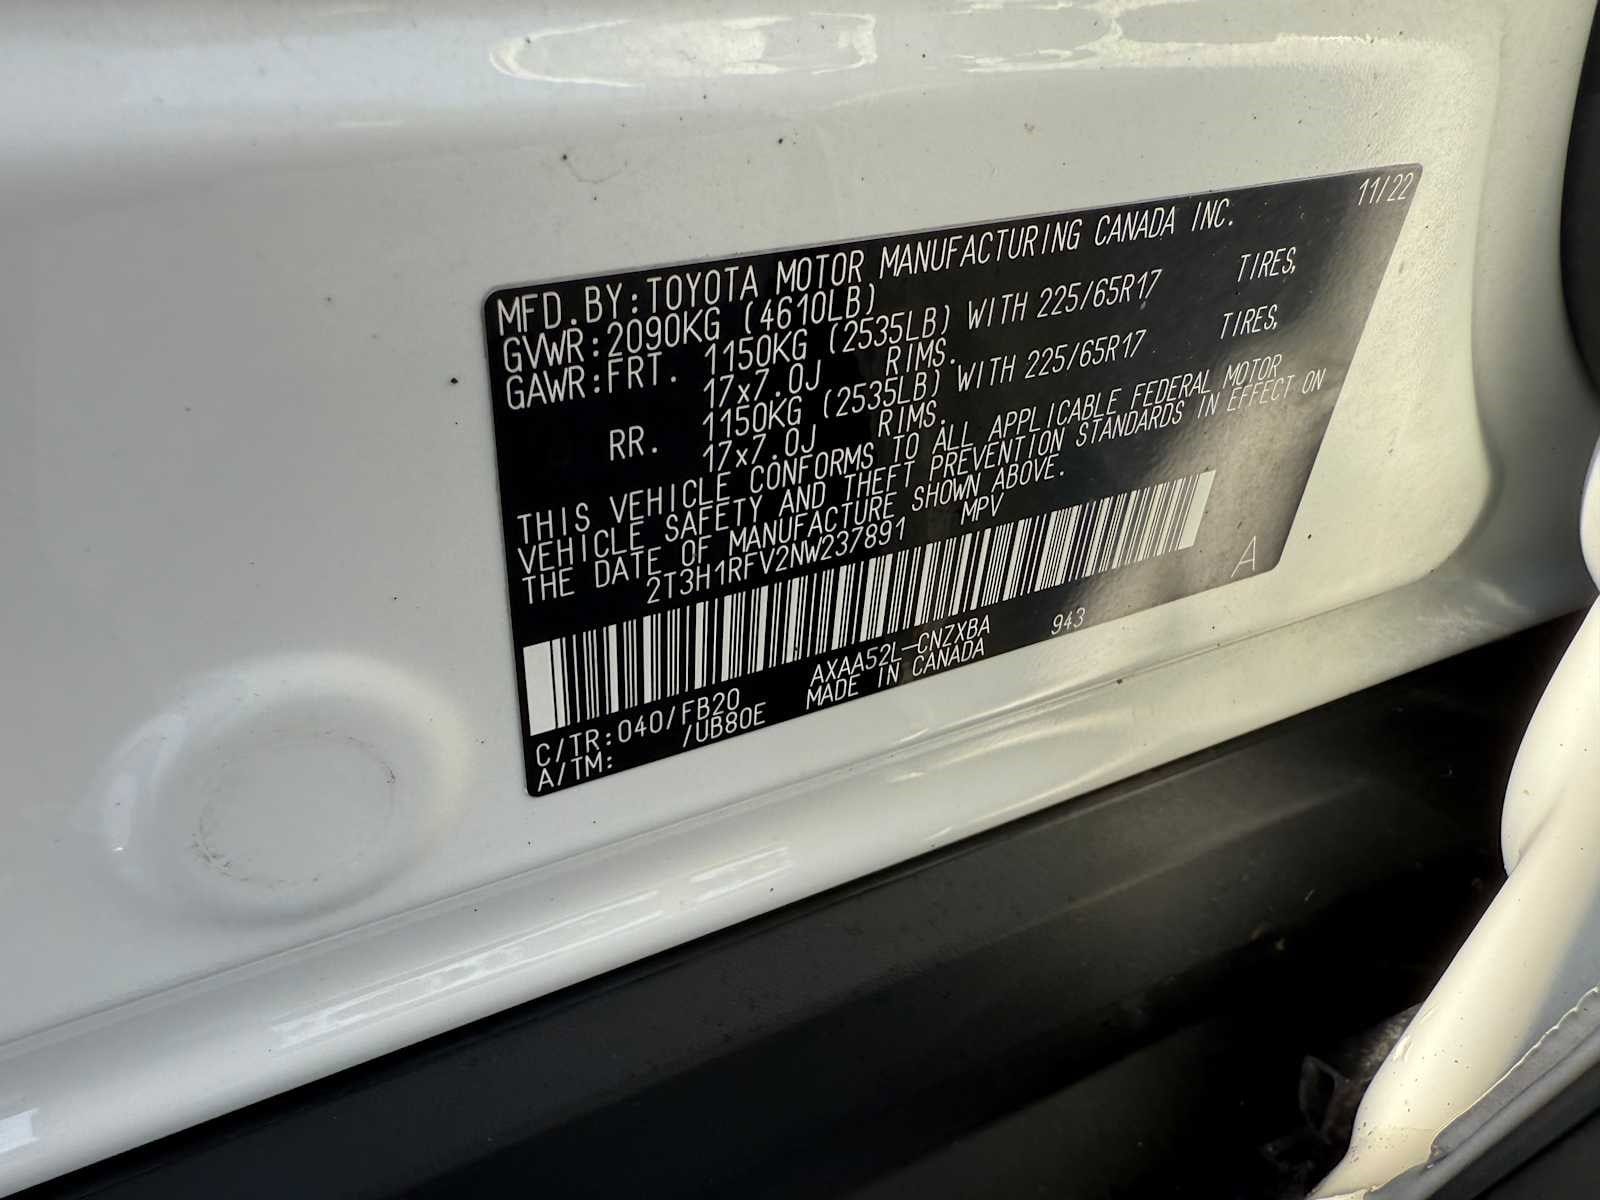 11/22
MFD.BY:TOYOTA MOTOR MANUFACTURING CANADA INC.
GVWR:2090KG (4610LB)
GAWR:FRT. 1150KG (2535LB) WITH 225/65R17 TIRES,
17x7.0J RIMS.
RR. 1150KG (2535LB) WITH 225/65R17 TIRES,
17x7.0J RIMS.
THIS VEHICLE CONFORMS TO ALL APPLICABLE FEDERAL MOTOR
VEHICLE SAFETY AND THEFT PREVENTION STANDARDS IN EFFECT ON
THE DATE OF MANUFACTURE SHOWN ABOVE.
2T3H1RFV2NW237891 MPV
A
C/TR:040/FB20 AXAA52L-CNZXBA 943
A/TM: /UB80E MADE IN CANADA